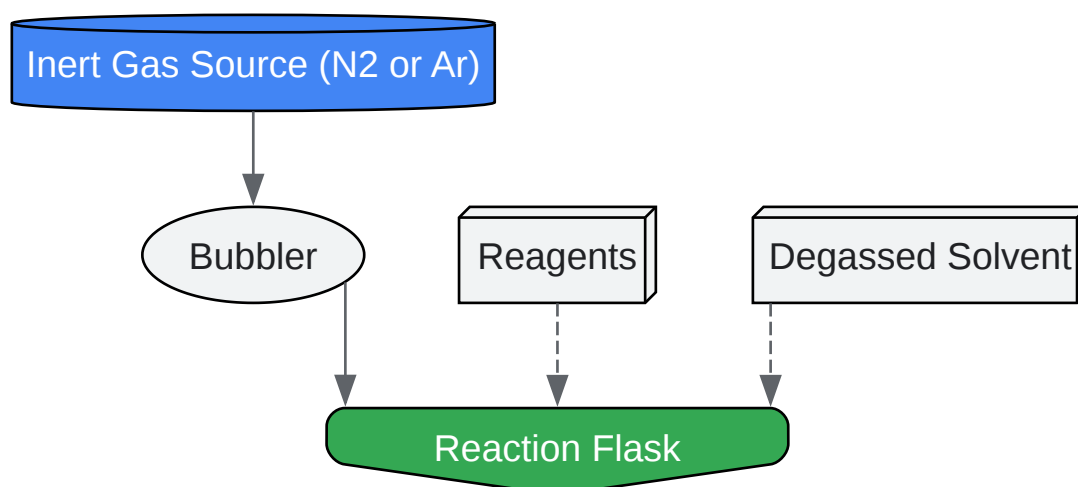 Inert Gas Source (N2 or Ar)
Bubbler
Reagents
Degassed Solvent
Reaction Flask